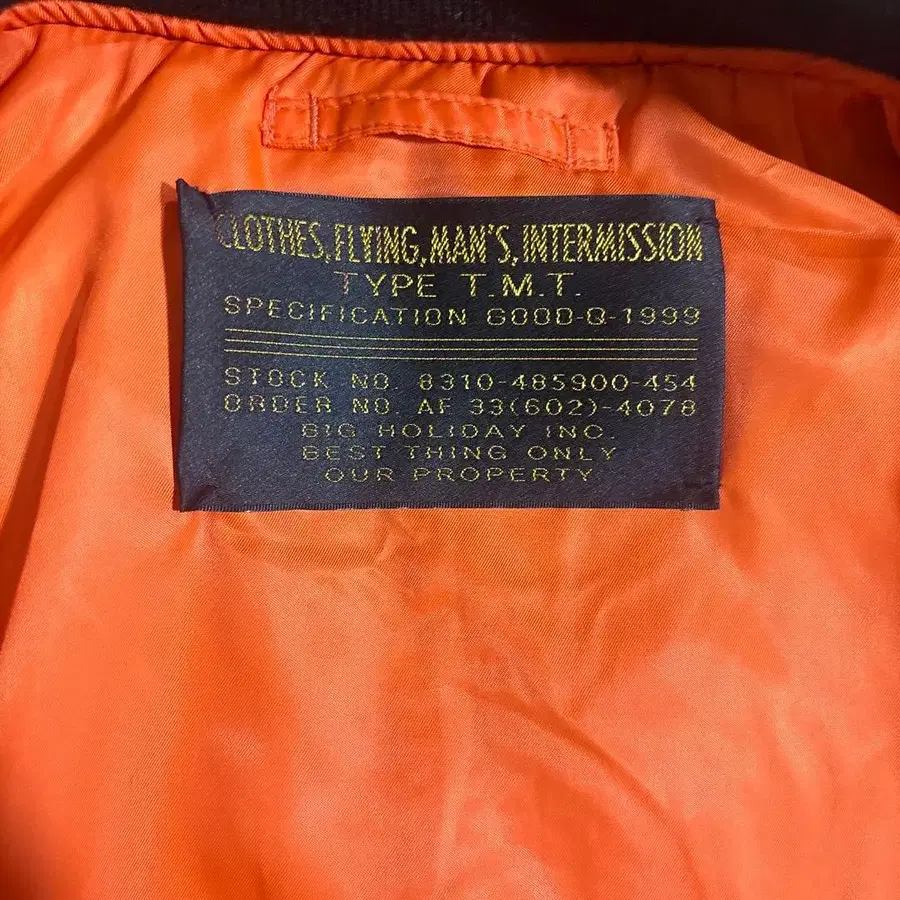 CLOTHES, FLYING, MAN'S, INTERMISSION
TYPE T.M.T.
SPECIFICATION GOOD-Q-1999
STOCK NO. 8310-485900-454
ORDER NO. AF 33(602)-4078
BIG HOLIDAY INC.
BEST THING ONLY
OUR PROPERTY